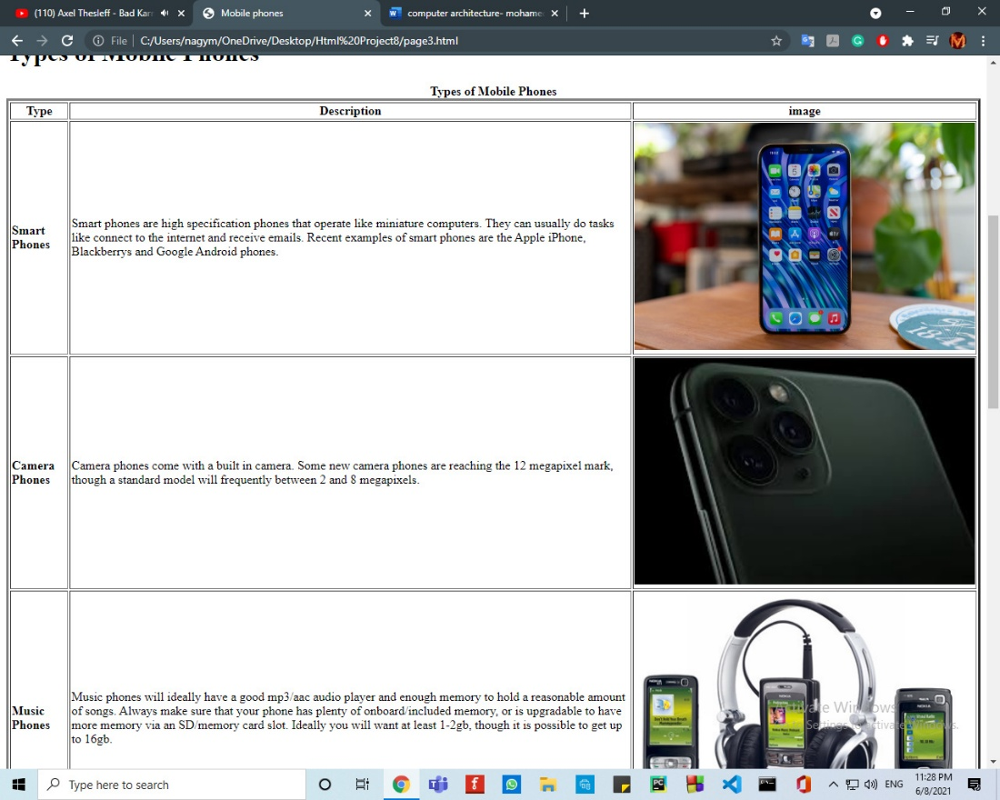 (110) Axel Thesleff - Bad Karr
Mobile phones
computer architecture- mohame
File
C:/Users/nagym/OneDrive/Desktop/Html%20Project8/page3.html
Types of Mobile Phones
Types of Mobile Phones
Type
Description
image
Smart
Phones
Smart phones are high specification phones that operate like miniature computers. They can usually do tasks
like connect to the internet and receive emails. Recent examples of smart phones are the Apple iPhone,
Blackberrys and Google Android phones.
Camera
Phones
Camera phones come with a built in camera. Some new camera phones are reaching the 12 megapixel mark,
though a standard model will frequently between 2 and 8 megapixels.
Music
Phones
Music phones will ideally have a good mp3/aac audio player and enough memory to hold a reasonable amount
of songs. Always make sure that your phone has plenty of onboard/included memory, or is upgradable to have
more memory via an SD/memory card slot. Ideally you will want at least 1-2gb, though it is possible to get up
to 16gb.
NOKIA
NOKIA
NOKIA
Activate Windows
Settings to activate Windows.
Type here to search
ENG
11:28 PM
6/8/2021